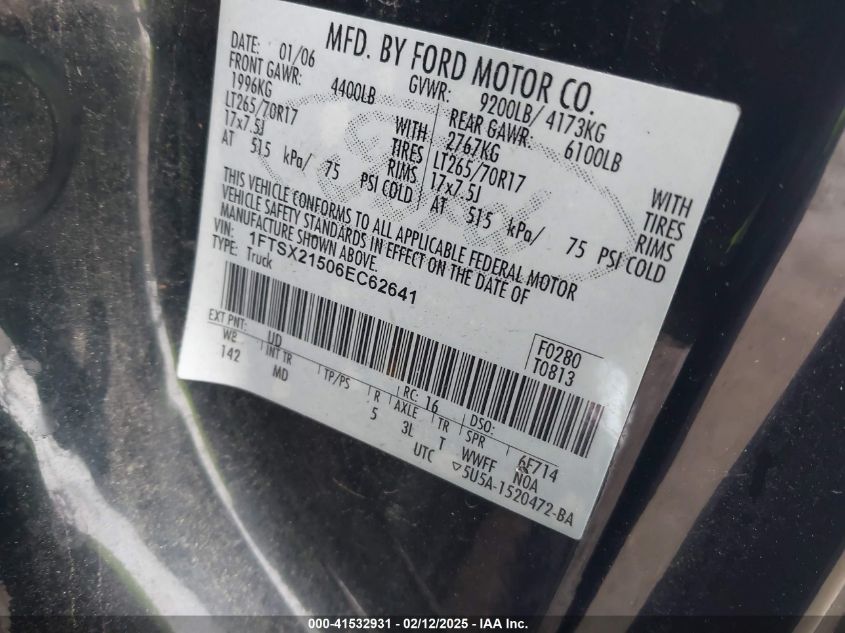 MFD. BY FORD MOTOR CO.
DATE: 01/06 GVWR: 9200LB/ 4173KG
FRONT GAWR: 4400LB REAR GAWR: 6100LB
1996KG 2767KG
LT265/70R17 WITH TIRES LT265/70R17 WITH TIRES
17x7.5J RIMS 17x7.5J RIMS
AT 515 kPa/ 75 PSI COLD AT 515 kPa/ 75 PSI COLD
THIS VEHICLE CONFORMS TO ALL APPLICABLE FEDERAL MOTOR
VEHICLE SAFETY STANDARDS IN EFFECT ON THE DATE OF
MANUFACTURE SHOWN ABOVE.
VIN: 1FTSX21506EC62641
TYPE: Truck
F0280
T0813
EXT PNT: UD RC: 16 DSO:
WB INT TR TP/PS R AXLE TR SPR 6F714
142 MD 5 3L T WWFF N0A
UTC ▽5U5A-1520472-BA
000-41532931 - 02/12/2025 - IAA Inc.